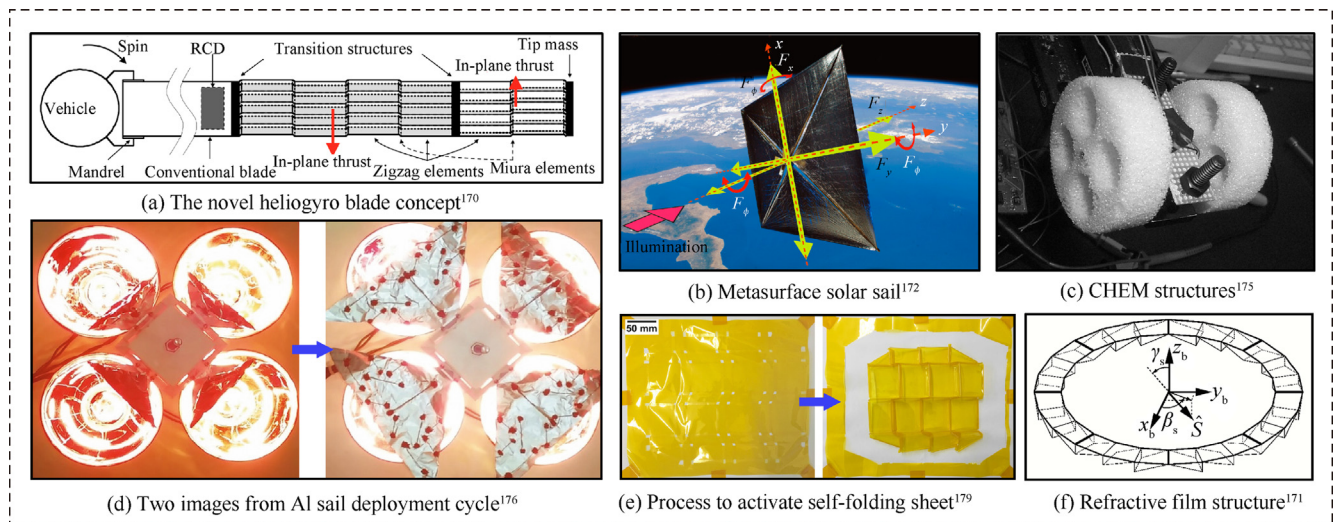 Spin
RCD
Transition structures
Tip mass
In-plane thrust
Vehicle
In-plane thrust
Mandrel
Conventional blade
Zigzag elements
Miura elements
(a) The novel heliogyro blade concept170
x
Fx
Fϕ
Fz
z
y
Fy
Fϕ
Fϕ
Illumination
(b) Metasurface solar sail172
(c) CHEM structures175
(d) Two images from Al sail deployment cycle176
50 mm
(e) Process to activate self-folding sheet179
γs
zb
yb
xb
βs
Ŝ
(f) Refractive film structure171